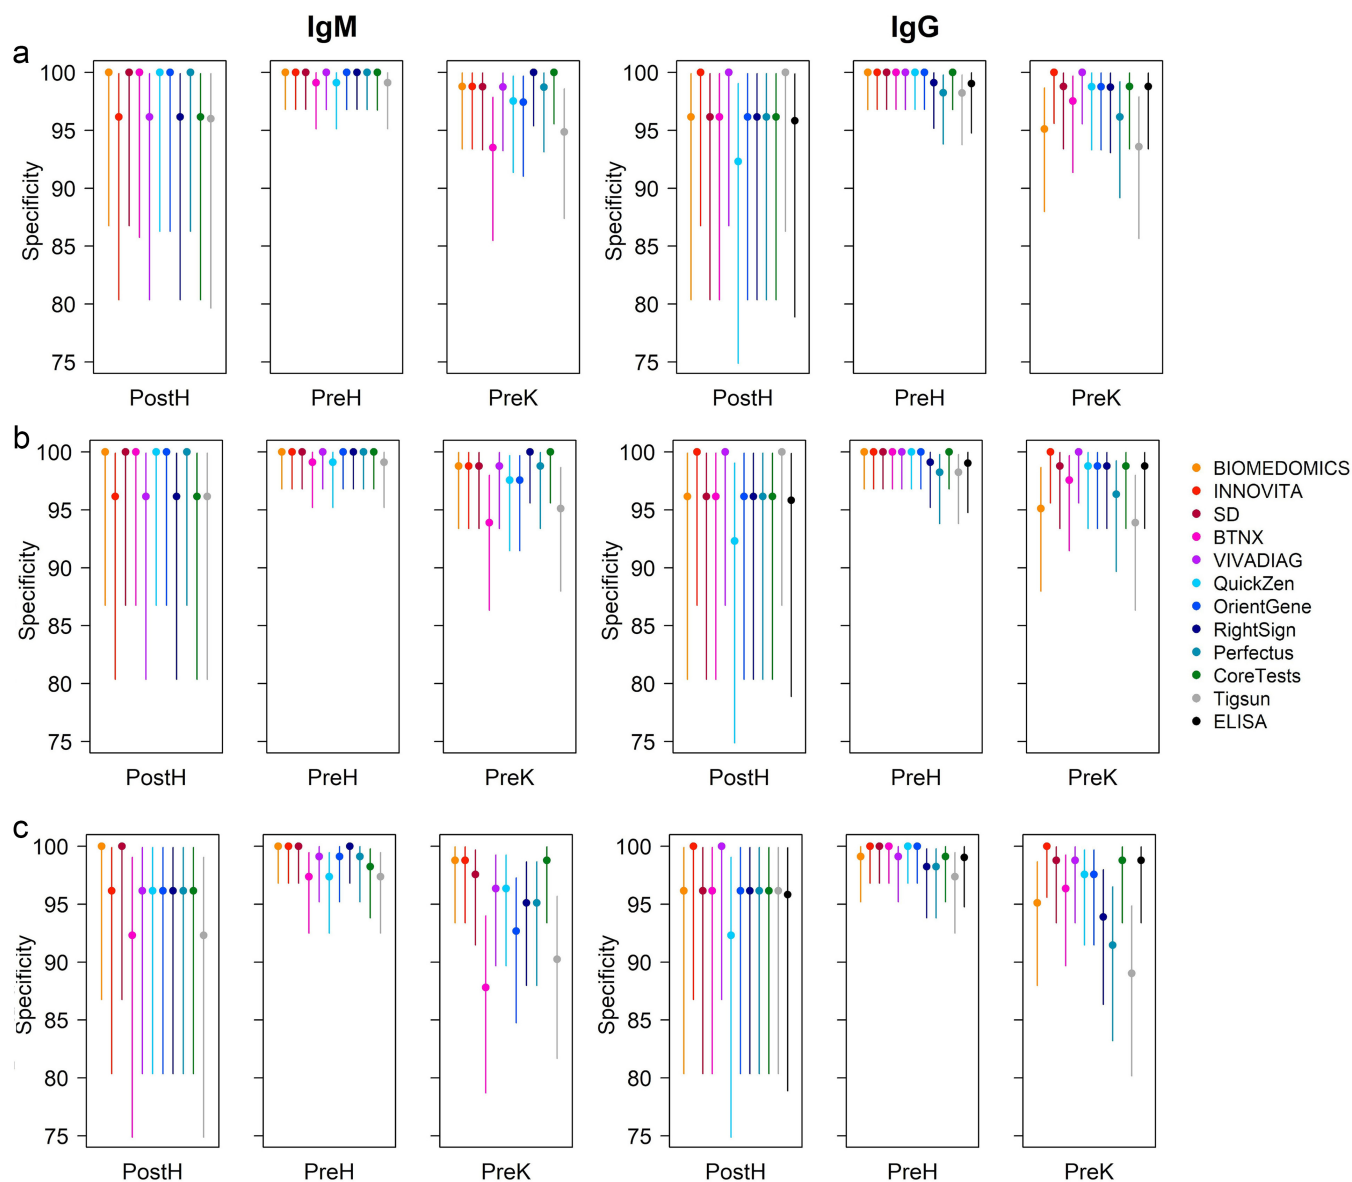 IgM IgG
a
100 95 90 85 80 75
Specificity
100 95 90 85 80 75
Specificity
PostH PreH PreK PostH PreH PreK
b
100 95 90 85 80 75
Specificity
100 95 90 85 80 75
Specificity
PostH PreH PreK PostH PreH PreK
BIOMEDOMICS
INNOVITA
SD
BTNX
VIVADIAG
QuickZen
OrientGene
RightSign
Perfectus
CoreTests
Tigsun
ELISA
c
100 95 90 85 80 75
Specificity
100 95 90 85 80 75
Specificity
PostH PreH PreK PostH PreH PreK